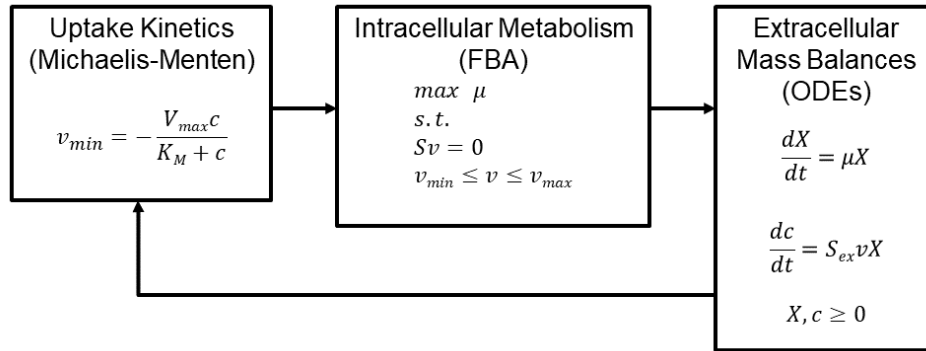 Uptake Kinetics
(Michaelis-Menten)
v_min = − V_max c / (K_M + c)
Intracellular Metabolism
(FBA)
max μ
s.t.
Sv = 0
v_min ≤ v ≤ v_max
Extracellular
Mass Balances
(ODEs)
dX/dt = μX
dc/dt = S_ex vX
X, c ≥ 0